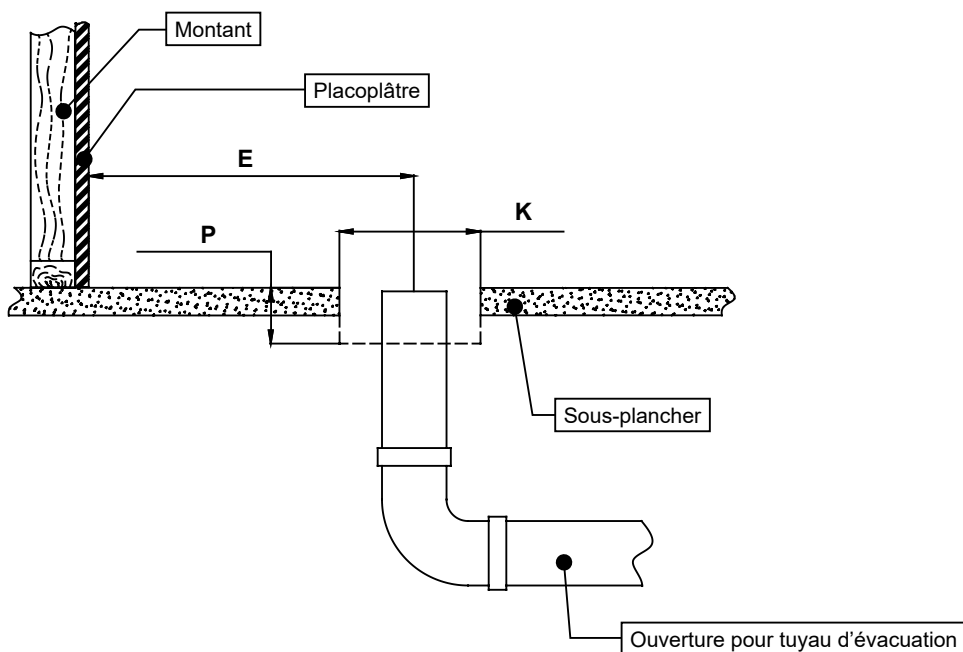 Montant
Placoplâtre
E
K
P
Sous-plancher
Ouverture pour tuyau d’évacuation